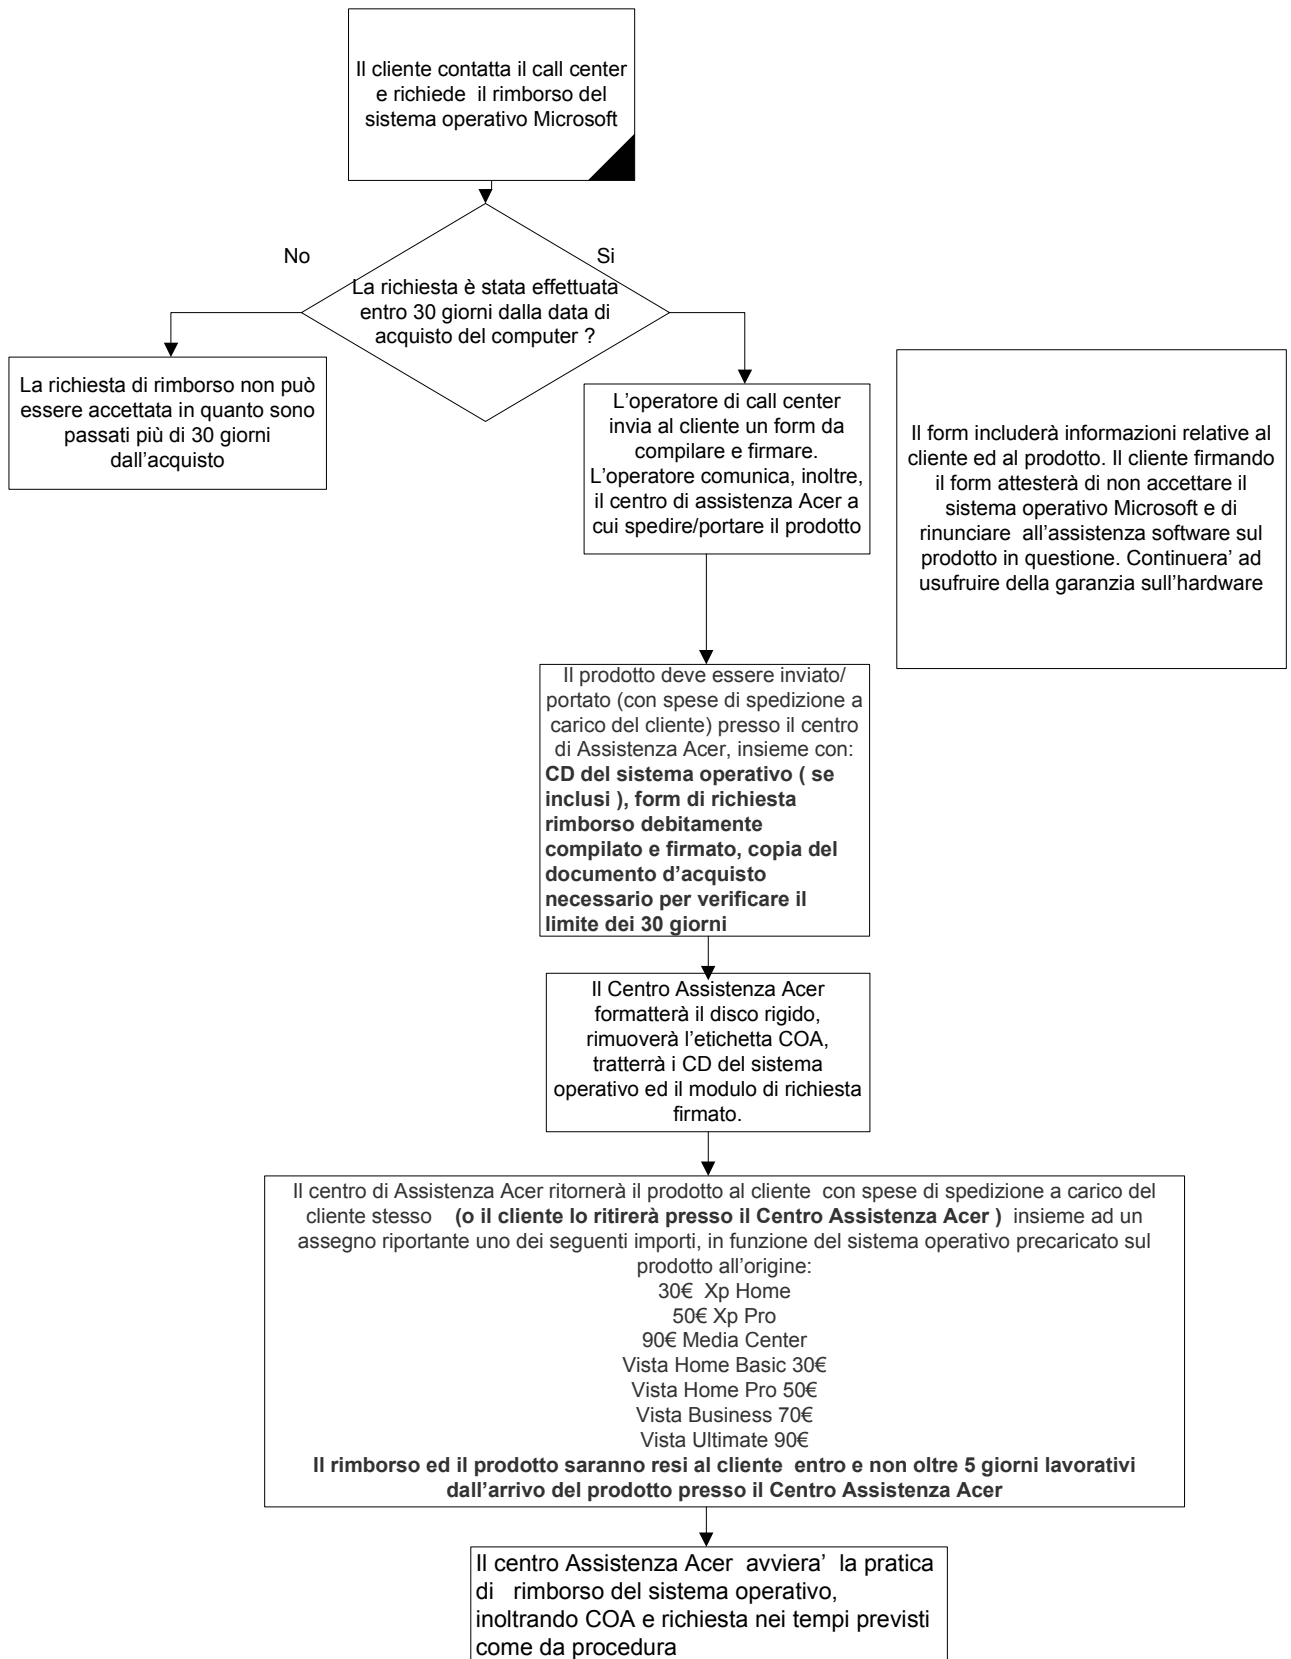 Il cliente contatta il call center
e richiede il rimborso del
sistema operativo Microsoft
No
Si
La richiesta è stata effettuata
entro 30 giorni dalla data di
acquisto del computer ?
La richiesta di rimborso non può
essere accettata in quanto sono
passati più di 30 giorni
dall'acquisto
L'operatore di call center
invia al cliente un form da
compilare e firmare.
L'operatore comunica, inoltre,
il centro di assistenza Acer a
cui spedire/portare il prodotto
Il form includerà informazioni relative al
cliente ed al prodotto. Il cliente firmando
il form attesterà di non accettare il
sistema operativo Microsoft e di
rinunciare all'assistenza software sul
prodotto in questione. Continuera' ad
usufruire della garanzia sull'hardware
Il prodotto deve essere inviato/
portato (con spese di spedizione a
carico del cliente) presso il centro
di Assistenza Acer, insieme con:
CD del sistema operativo ( se
inclusi ), form di richiesta
rimborso debitamente
compilato e firmato, copia del
documento d'acquisto
necessario per verificare il
limite dei 30 giorni
Il Centro Assistenza Acer
formatterà il disco rigido,
rimuoverà l'etichetta COA,
tratterrà i CD del sistema
operativo ed il modulo di richiesta
firmato.
Il centro di Assistenza Acer ritornerà il prodotto al cliente con spese di spedizione a carico del
cliente stesso (o il cliente lo ritirerà presso il Centro Assistenza Acer ) insieme ad un
assegno riportante uno dei seguenti importi, in funzione del sistema operativo precaricato sul
prodotto all'origine:
30€ Xp Home
50€ Xp Pro
90€ Media Center
Vista Home Basic 30€
Vista Home Pro 50€
Vista Business 70€
Vista Ultimate 90€
Il rimborso ed il prodotto saranno resi al cliente entro e non oltre 5 giorni lavorativi
dall'arrivo del prodotto presso il Centro Assistenza Acer
Il centro Assistenza Acer avviera' la pratica
di rimborso del sistema operativo,
inoltrando COA e richiesta nei tempi previsti
come da procedura